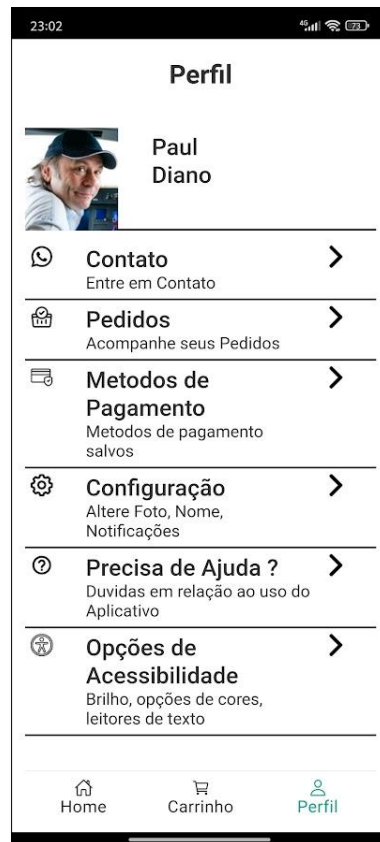 23:02
4G
73
Perfil
Paul
Diano
Contato
Entre em Contato
Pedidos
Acompanhe seus Pedidos
Metodos de
Pagamento
Metodos de pagamento
salvos
Configuração
Altere Foto, Nome,
Notificações
Precisa de Ajuda ?
Duvidas em relação ao uso do
Aplicativo
Opções de
Acessibilidade
Brilho, opções de cores,
leitores de texto
Home
Carrinho
Perfil